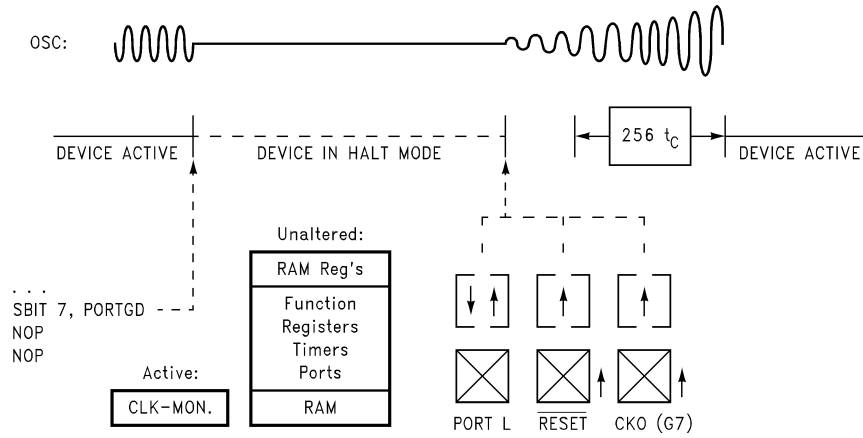 OSC:
256 tC
DEVICE ACTIVE
DEVICE IN HALT MODE
DEVICE ACTIVE
Unaltered:
RAM Reg's
. . .
SBIT 7, PORTGD
NOP
NOP
Function
Registers
Timers
Ports
RAM
Active:
CLK-MON.
PORT L
RESET
CKO (G7)